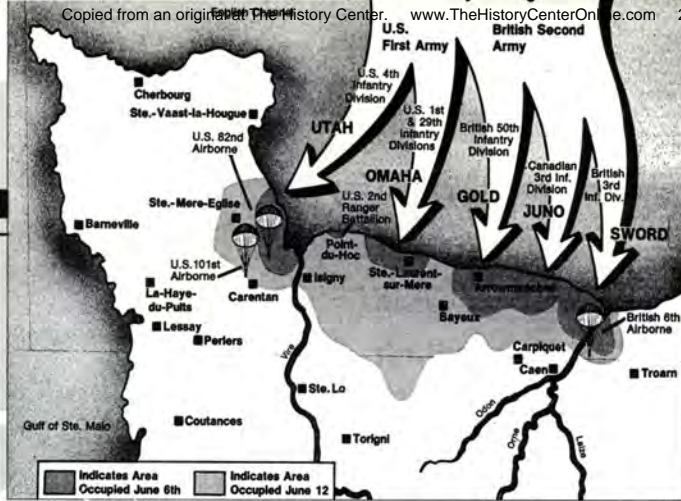 Copied from an original at The History Center. www.TheHistoryCenterOnline.com 2
English Channel
U.S.
First Army
British Second
Army
Cherbourg
Ste.-Vaast-la-Hougue
U.S. 4th
Infantry
Division
UTAH
U.S. 1st
& 29th
Infantry
Divisions
OMAHA
British 50th
Infantry
Division
GOLD
Canadian
3rd Inf.
Division
JUNO
British
3rd
Inf. Div.
SWORD
U.S. 82nd
Airborne
Ste.-Mere-Eglise
U.S. 2nd
Ranger
Battalion
Point-
du-Hoc
Barneville
U.S. 101st
Airborne
Carentan
Isigny
Ste.-Laurent-
sur-Mere
Arromanches
Bayeux
British 6th
Airborne
La-Haye-
du-Puits
Lessay
Periers
Vire
Carpiquet
Caen
Troarn
Ste. Lo
Odon
Orne
Laize
Coutances
Torigni
Gulf of Ste. Malo
Indicates Area
Occupied June 6th
Indicates Area
Occupied June 12